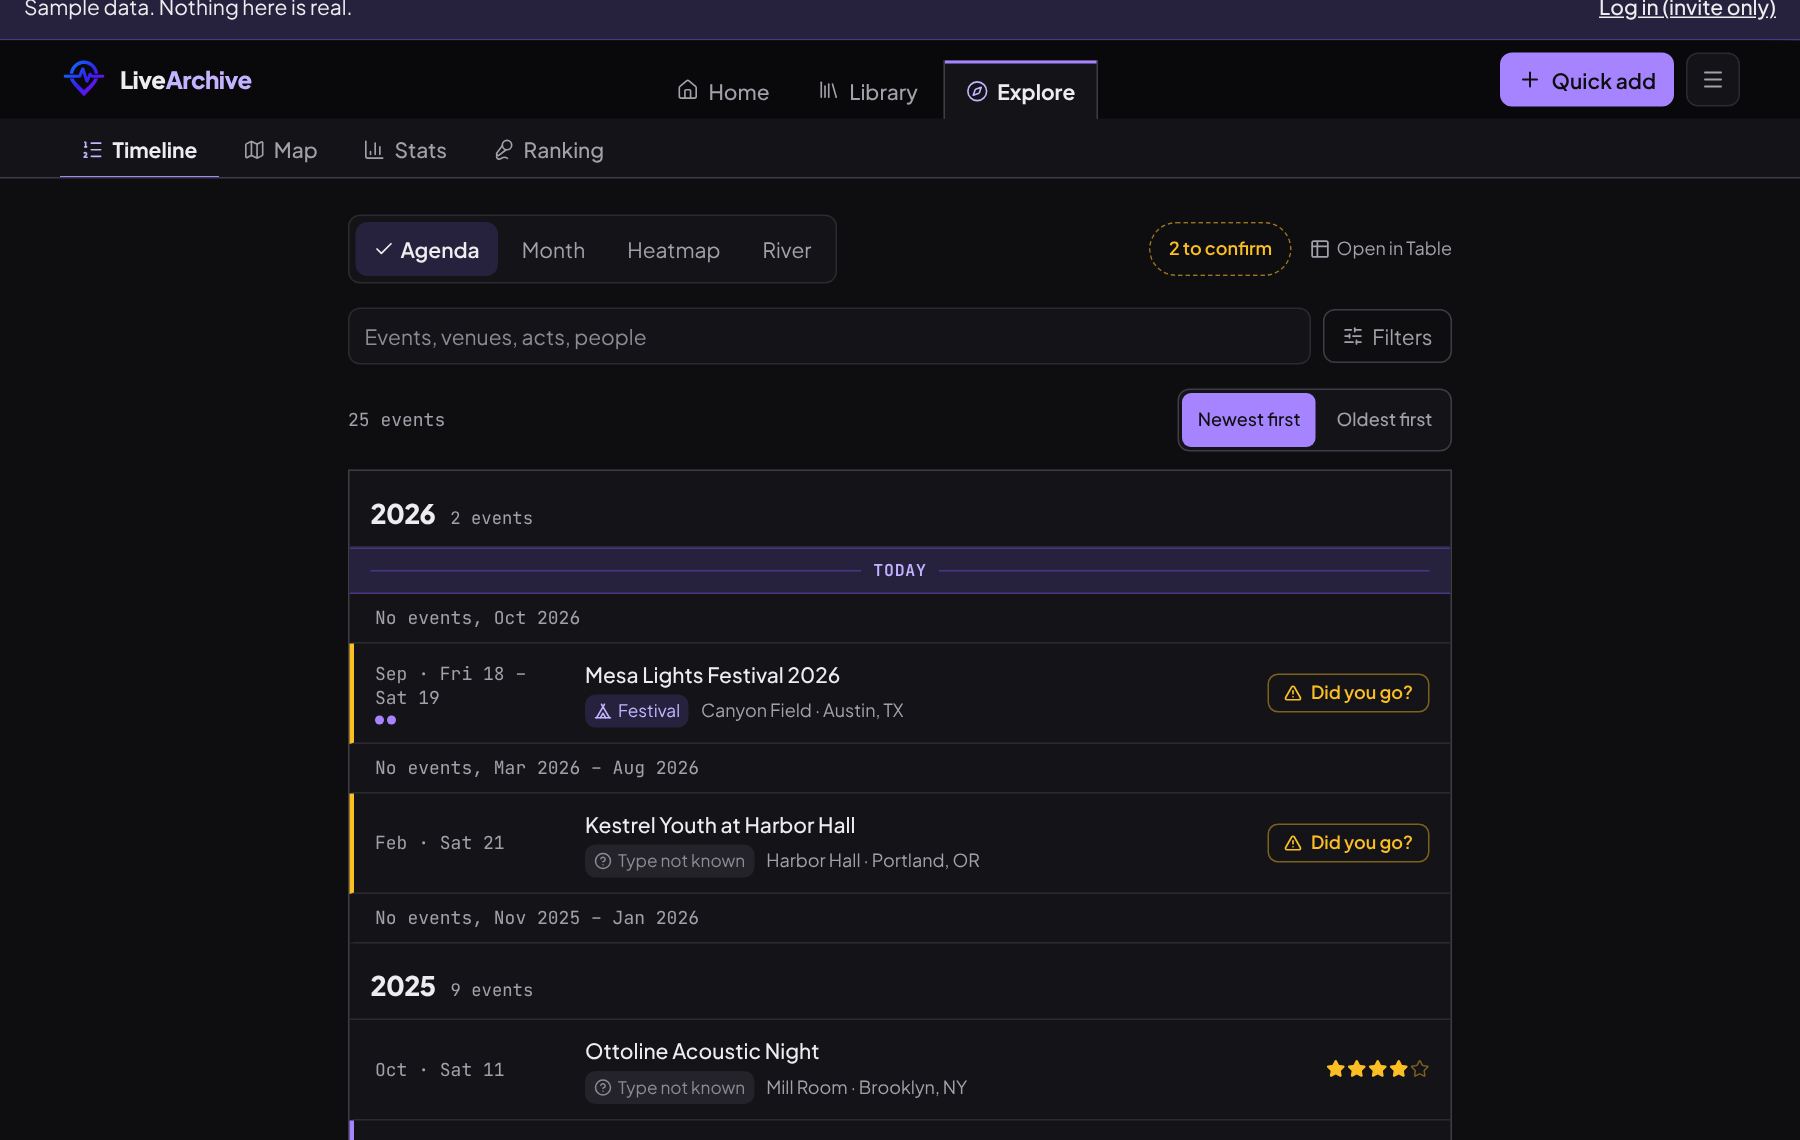 Sample data. Nothing here is real.
Log in (invite only)
LiveArchive
Home
Library
Explore
Quick add
Timeline
Map
Stats
Ranking
Agenda
Month
Heatmap
River
2 to confirm
Open in Table
Events, venues, acts, people
Filters
25 events
Newest first
Oldest first
2026 2 events
TODAY
No events, Oct 2026
Sep · Fri 18 –
Sat 19
Mesa Lights Festival 2026
Festival
Canyon Field · Austin, TX
Did you go?
No events, Mar 2026 – Aug 2026
Feb · Sat 21
Kestrel Youth at Harbor Hall
Type not known
Harbor Hall · Portland, OR
Did you go?
No events, Nov 2025 – Jan 2026
2025 9 events
Oct · Sat 11
Ottoline Acoustic Night
Type not known
Mill Room · Brooklyn, NY